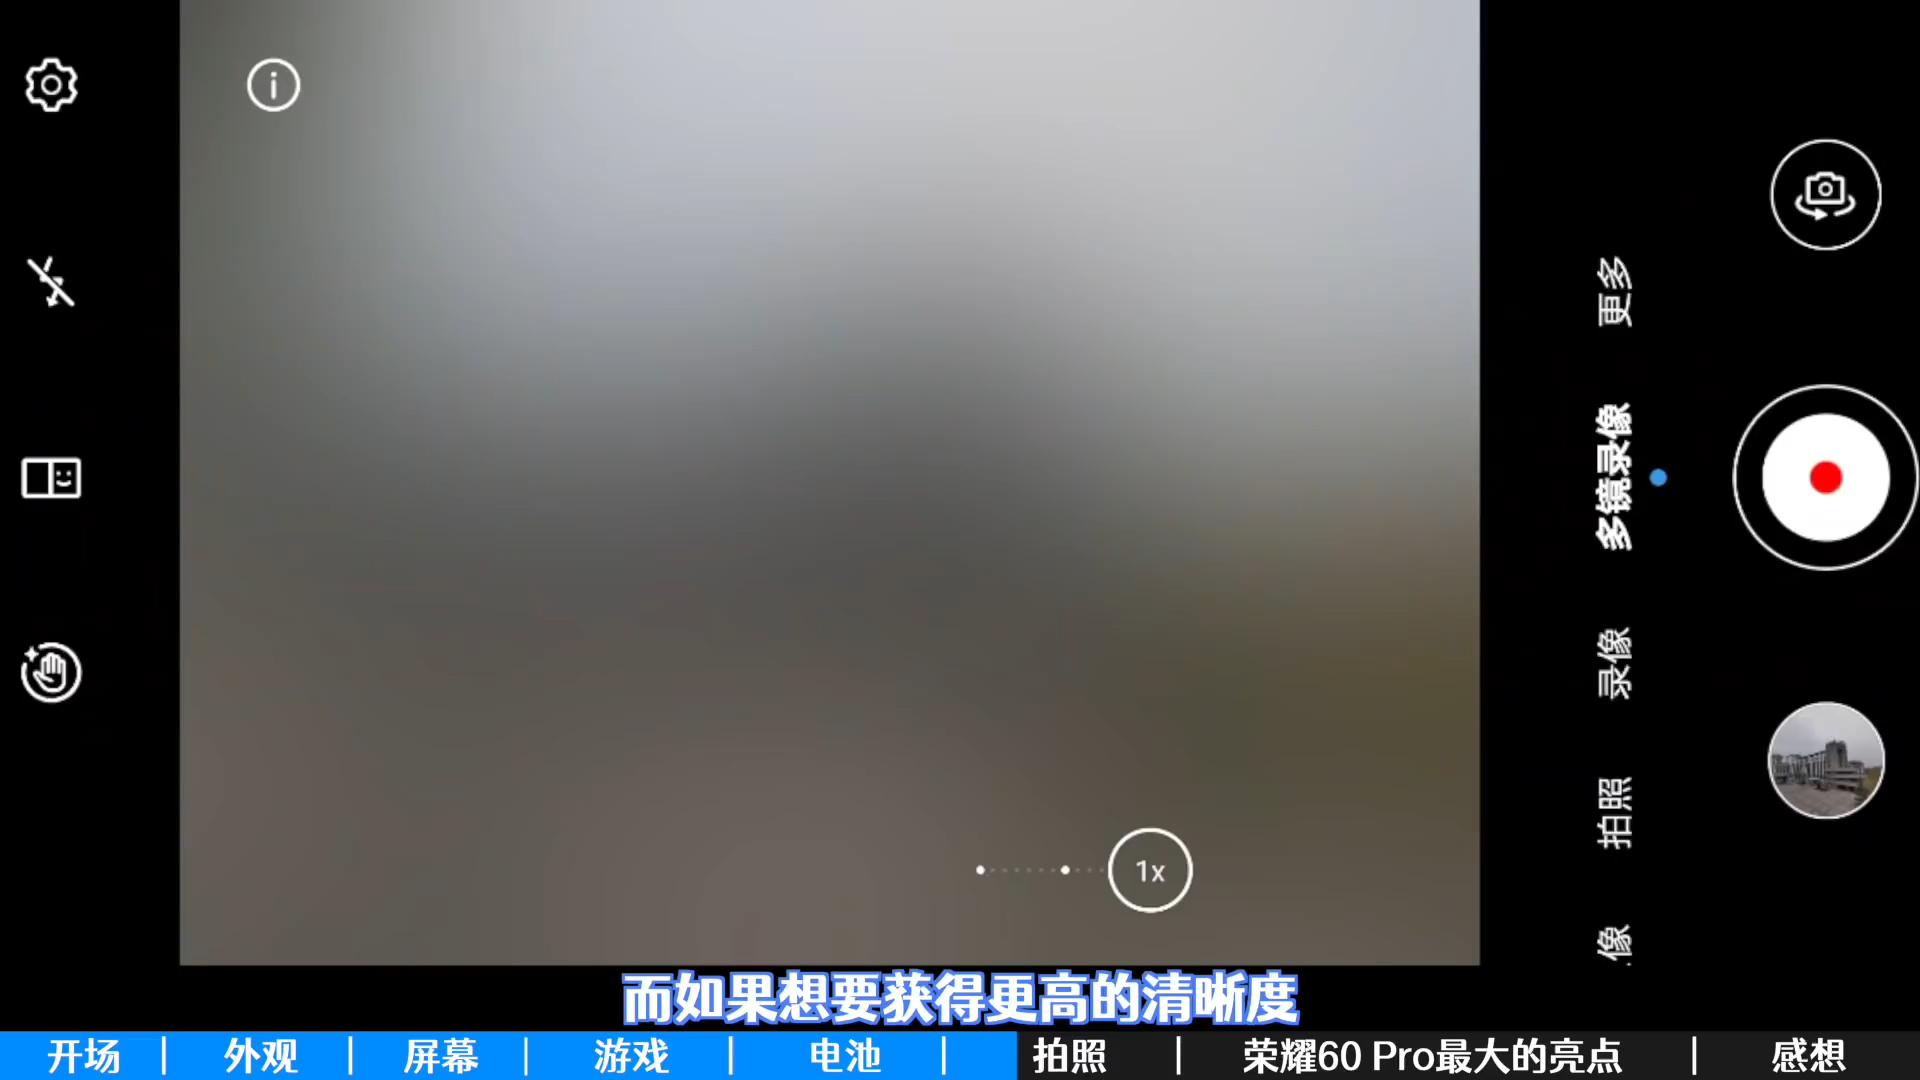 更多
多镜录像
录像
拍照
像
1x
而如果想要获得更高的清晰度
开场 | 外观 | 屏幕 | 游戏 | 电池 | 拍照 | 荣耀60 Pro最大的亮点 | 感想